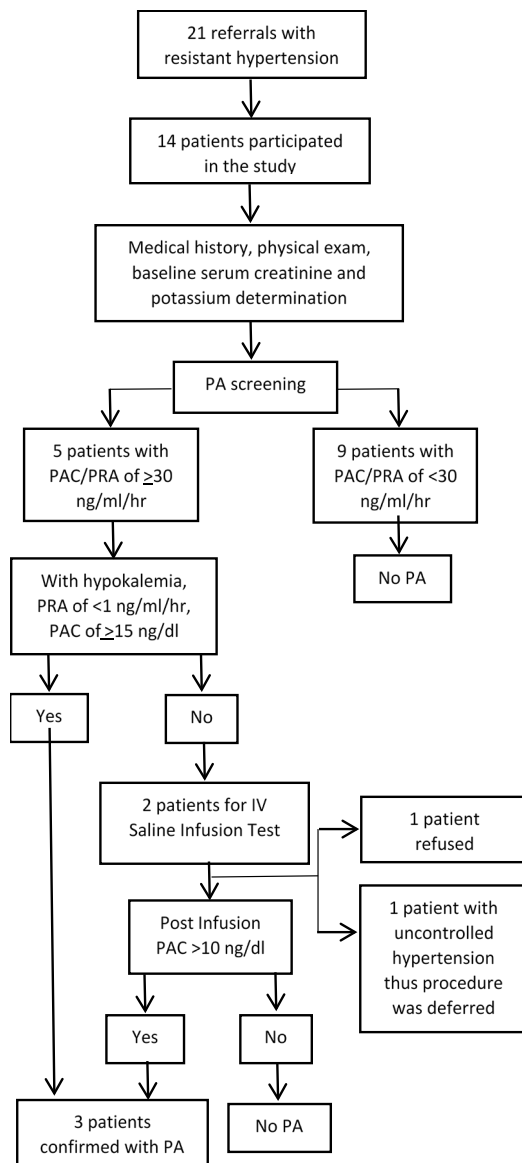 21 referrals with
resistant hypertension
14 patients participated
in the study
Medical history, physical exam,
baseline serum creatinine and
potassium determination
PA screening
5 patients with
PAC/PRA of ≥30
ng/ml/hr
9 patients with
PAC/PRA of <30
ng/ml/hr
With hypokalemia,
PRA of <1 ng/ml/hr,
PAC of ≥15 ng/dl
No PA
Yes
No
2 patients for IV
Saline Infusion Test
1 patient
refused
Post Infusion
PAC >10 ng/dl
1 patient with
uncontrolled
hypertension
thus procedure
was deferred
Yes
No
3 patients
confirmed with PA
No PA